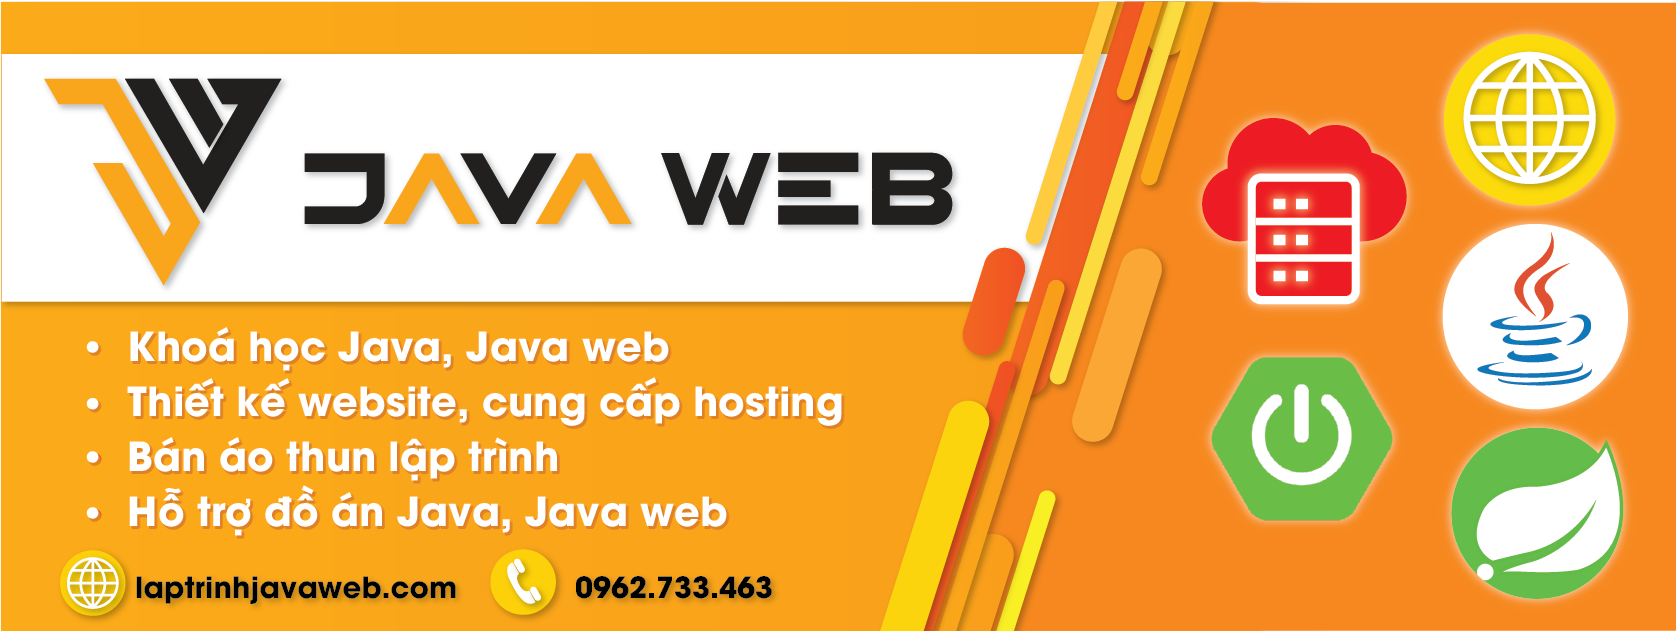 JAVA WEB
• Khoá học Java, Java web
• Thiết kế website, cung cấp hosting
• Bán áo thun lập trình
• Hỗ trợ đồ án Java, Java web
laptrinhjavaweb.com 0962.733.463